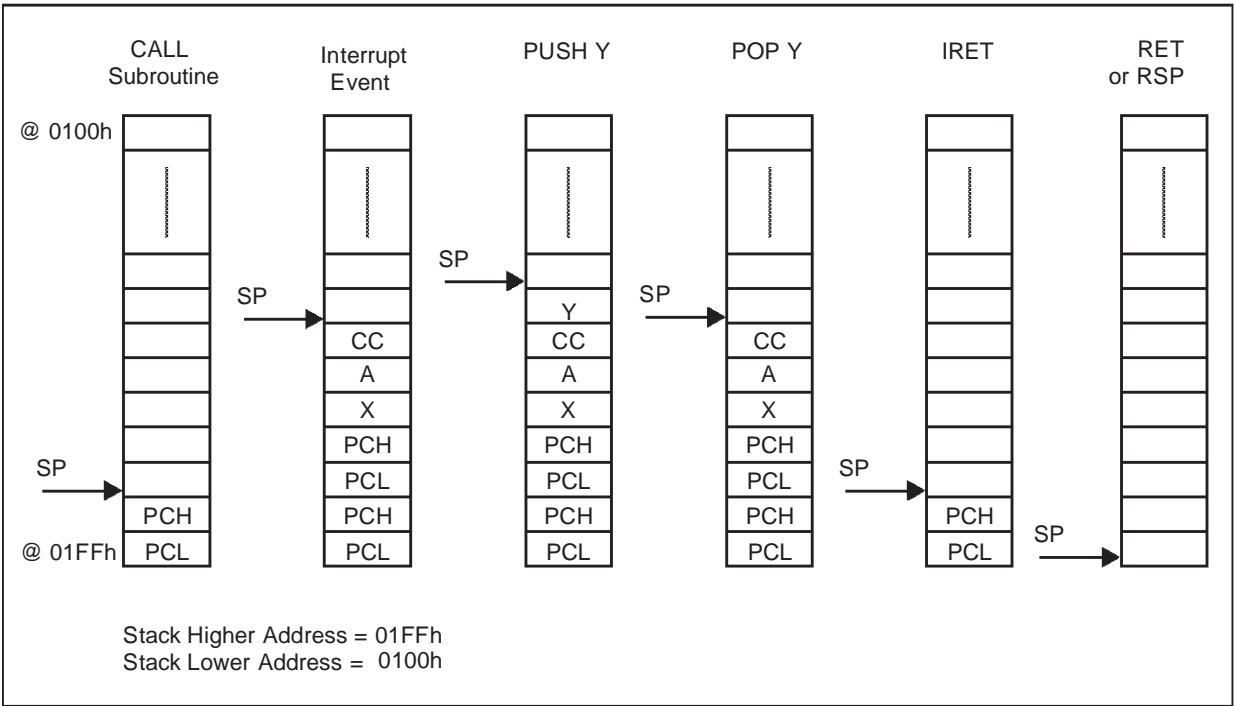 CALL
Subroutine
Interrupt
Event
PUSH Y
POP Y
IRET
RET
or RSP
@ 0100h
SP
PCH
@ 01FFh
PCL
SP
CC
A
X
PCH
PCL
PCH
PCL
SP
Y
CC
A
X
PCH
PCL
PCH
PCL
SP
CC
A
X
PCH
PCL
PCH
PCL
SP
PCH
PCL
SP
Stack Higher Address = 01FFh
Stack Lower Address = 0100h